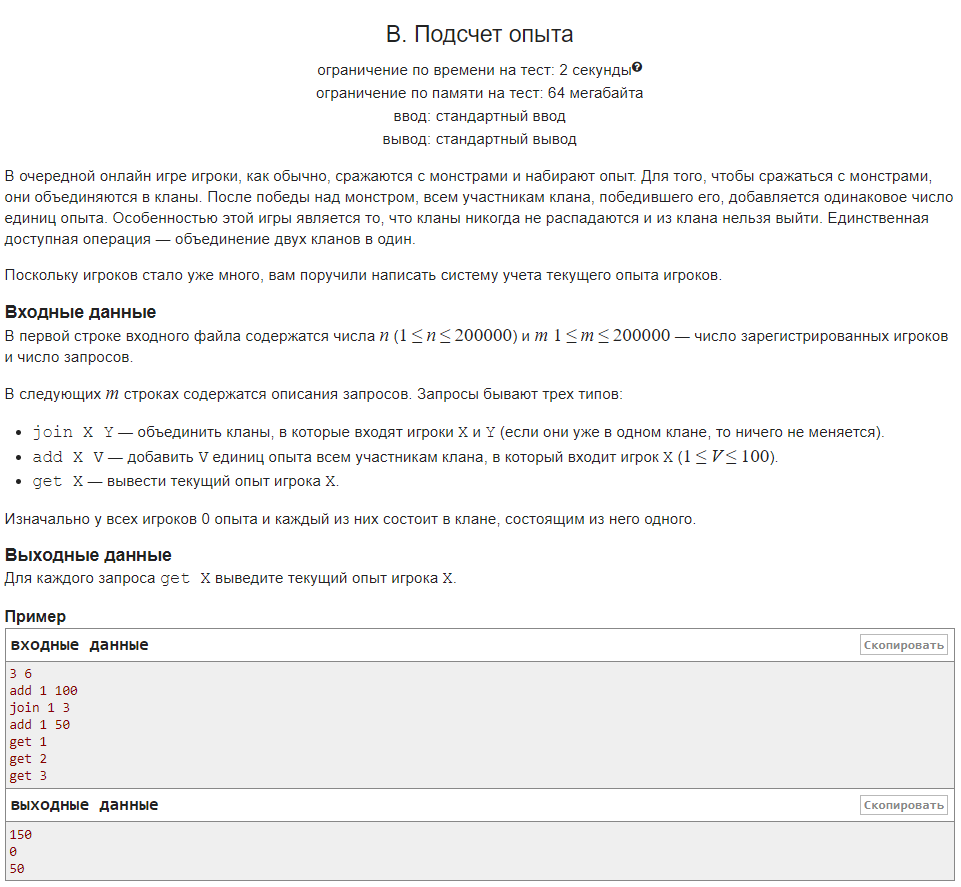 В. Подсчет опыта
ограничение по времени на тест: 2 секунды?
ограничение по памяти на тест: 64 мегабайта
ввод: стандартный ввод
вывод: стандартный вывод
В очередной онлайн игре игроки, как обычно, сражаются с монстрами и набирают опыт. Для того, чтобы сражаться с монстрами,
они объединяются в кланы. После победы над монстром, всем участникам клана, победившего его, добавляется одинаковое число
единиц опыта. Особенностью этой игры является то, что кланы никогда не распадаются и из клана нельзя выйти. Единственная
доступная операция — объединение двух кланов в один.
Поскольку игроков стало уже много, вам поручили написать систему учета текущего опыта игроков.
Входные данные
В первой строке входного файла содержатся числа n (1 ≤ n ≤ 200000) и m 1 ≤ m ≤ 200000 — число зарегистрированных игроков
и число запросов.
В следующих m строках содержатся описания запросов. Запросы бывают трех типов:
• join X Y — объединить кланы, в которые входят игроки X и Y (если они уже в одном клане, то ничего не меняется).
• add X V — добавить V единиц опыта всем участникам клана, в который входит игрок X (1 ≤ V ≤ 100).
• get X — вывести текущий опыт игрока X.
Изначально у всех игроков 0 опыта и каждый из них состоит в клане, состоящим из него одного.
Выходные данные
Для каждого запроса get X выведите текущий опыт игрока X.
Пример
входные данные Скопировать
3 6
add 1 100
join 1 3
add 1 50
get 1
get 2
get 3
выходные данные Скопировать
150
0
50